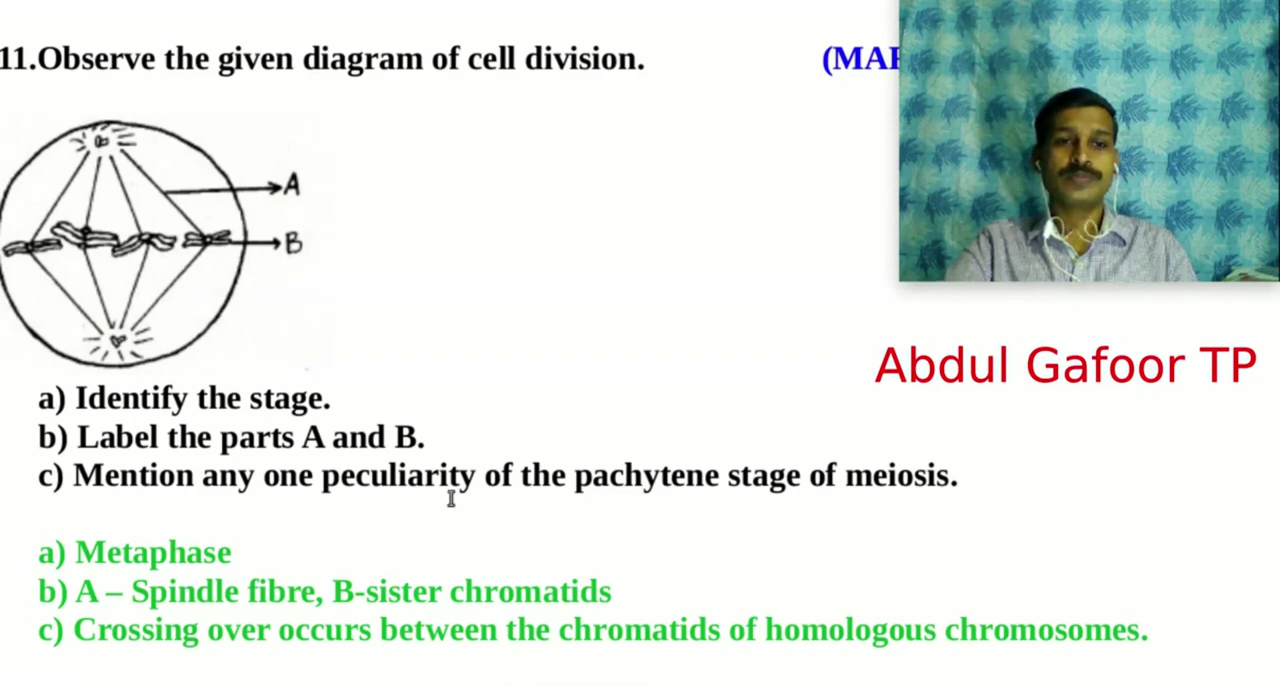 11.Observe the given diagram of cell division.
A
B
Abdul Gafoor TP
a) Identify the stage.
b) Label the parts A and B.
c) Mention any one peculiarity of the pachytene stage of meiosis.
a) Metaphase
b) A – Spindle fibre, B-sister chromatids
c) Crossing over occurs between the chromatids of homologous chromosomes.